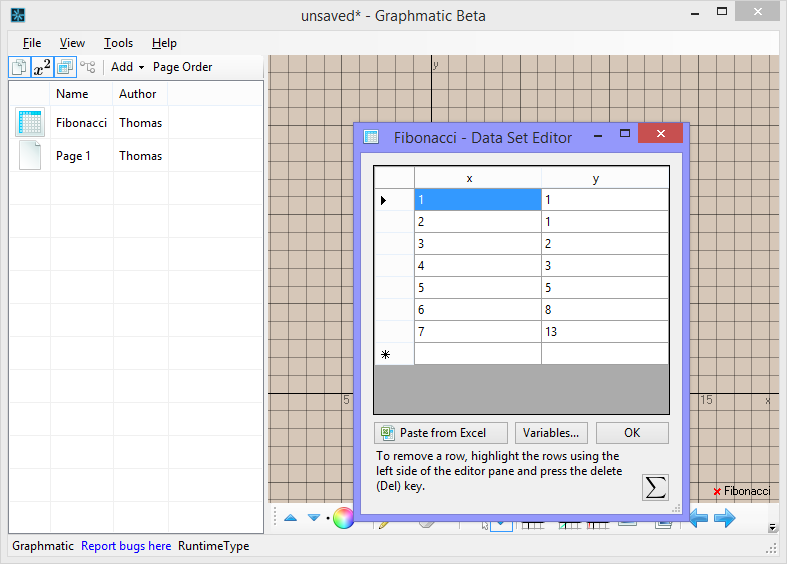 unsaved* - Graphmatic Beta
File View Tools Help
x² Add Page Order
Name Author
Fibonacci Thomas
Page 1 Thomas
y
5 15 x
Fibonacci
Fibonacci - Data Set Editor
x y
1 1
2 1
3 2
4 3
5 5
6 8
7 13
Paste from Excel Variables... OK
To remove a row, highlight the rows using the
left side of the editor pane and press the delete
(Del) key.
Σ
Graphmatic Report bugs here RuntimeType